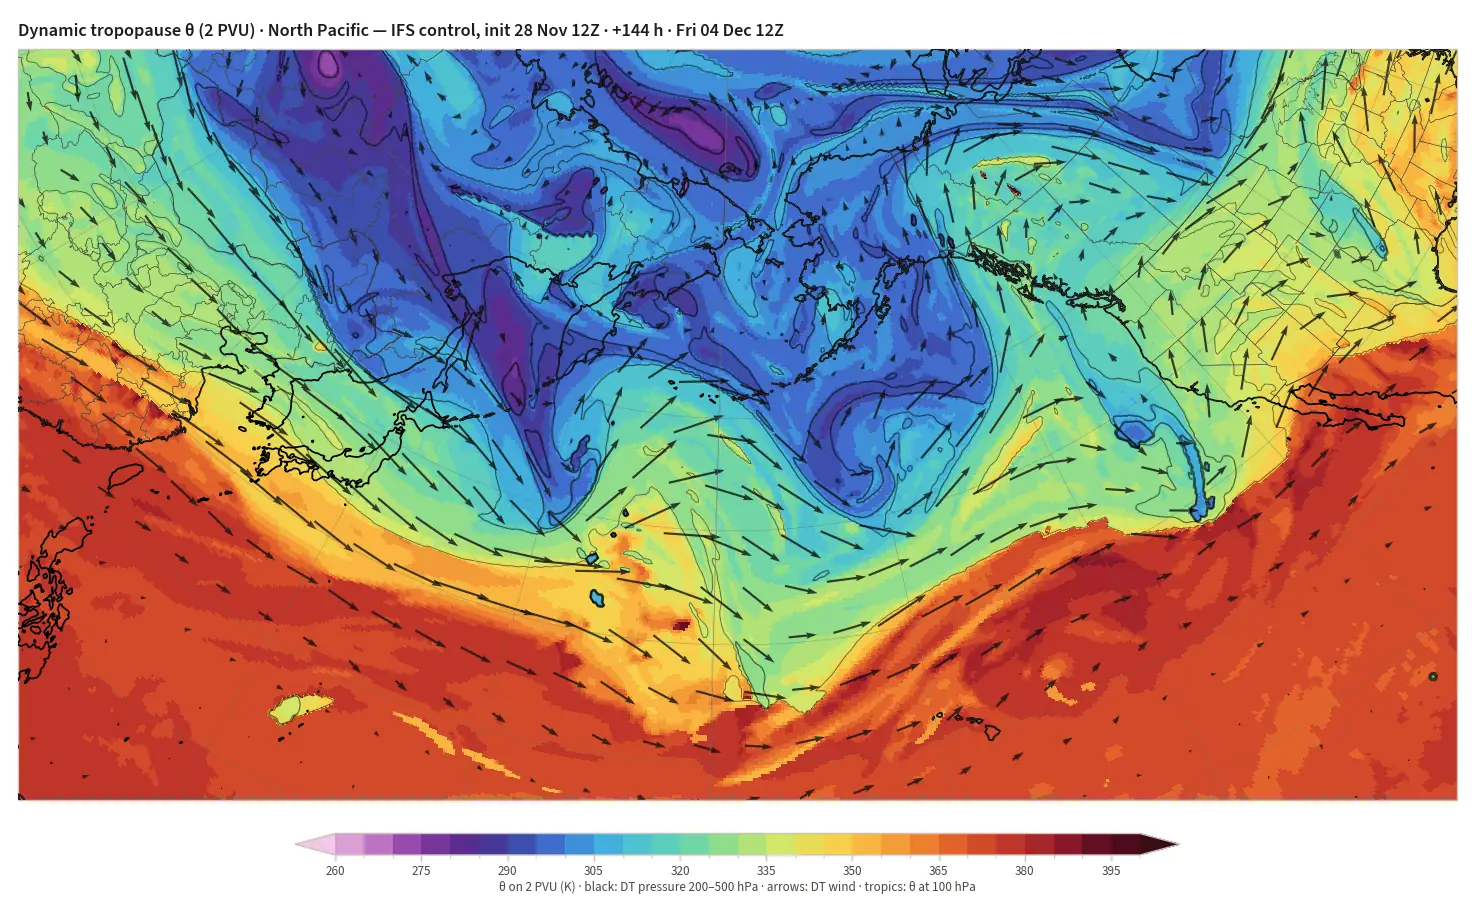 Dynamic tropopause θ (2 PVU) · North Pacific — IFS control, init 28 Nov 12Z · +144 h · Fri 04 Dec 12Z
260 275 290 305 320 335 350 365 380 395
θ on 2 PVU (K) · black: DT pressure 200–500 hPa · arrows: DT wind · tropics: θ at 100 hPa